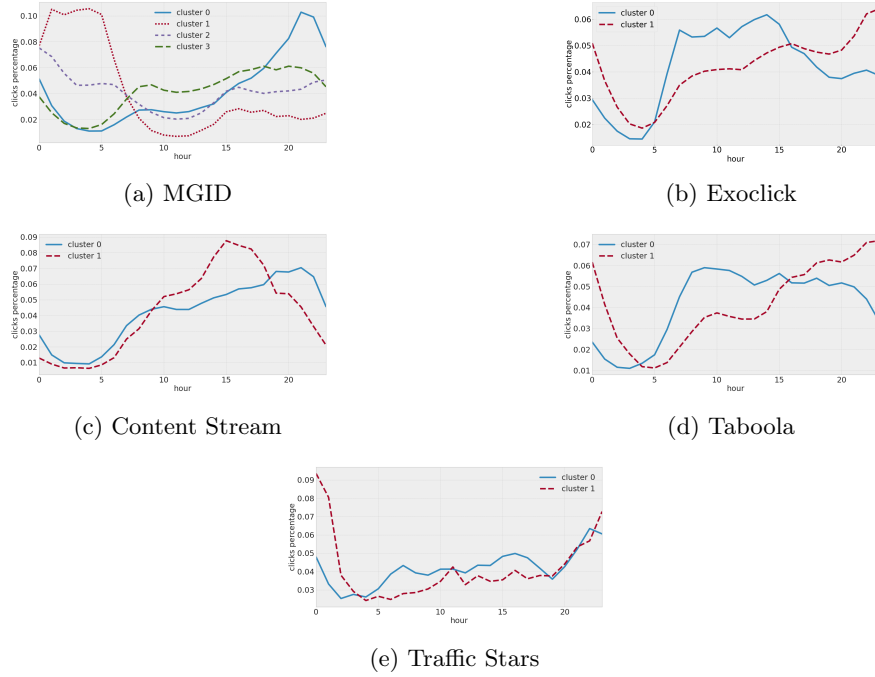 0.10
0.08
0.06
0.04
0.02
clicks percentage
cluster 0
cluster 1
cluster 2
cluster 3
0 5 10 15 20
hour
(a) MGID
0.06
0.05
0.04
0.03
0.02
clicks percentage
cluster 0
cluster 1
0 5 10 15 20
hour
(b) Exoclick
0.09
0.08
0.07
0.06
0.05
0.04
0.03
0.02
0.01
clicks percentage
cluster 0
cluster 1
0 5 10 15 20
hour
(c) Content Stream
0.07
0.06
0.05
0.04
0.03
0.02
0.01
clicks percentage
cluster 0
cluster 1
0 5 10 15 20
hour
(d) Taboola
0.09
0.08
0.07
0.06
0.05
0.04
0.03
clicks percentage
cluster 0
cluster 1
0 5 10 15 20
hour
(e) Traffic Stars